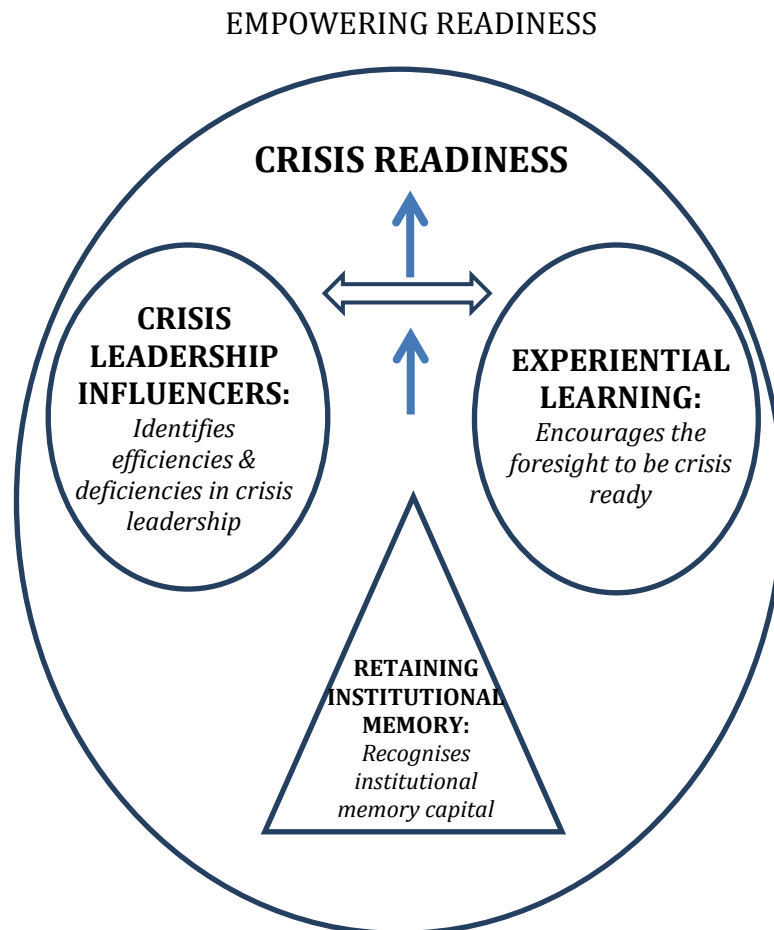 EMPOWERING READINESS
CRISIS READINESS
CRISIS
LEADERSHIP
INFLUENCERS:
Identifies
efficiencies &
deficiencies in crisis
leadership
EXPERIENTIAL
LEARNING:
Encourages the
foresight to be crisis
ready
RETAINING
INSTITUTIONAL
MEMORY:
Recognises
institutional
memory capital